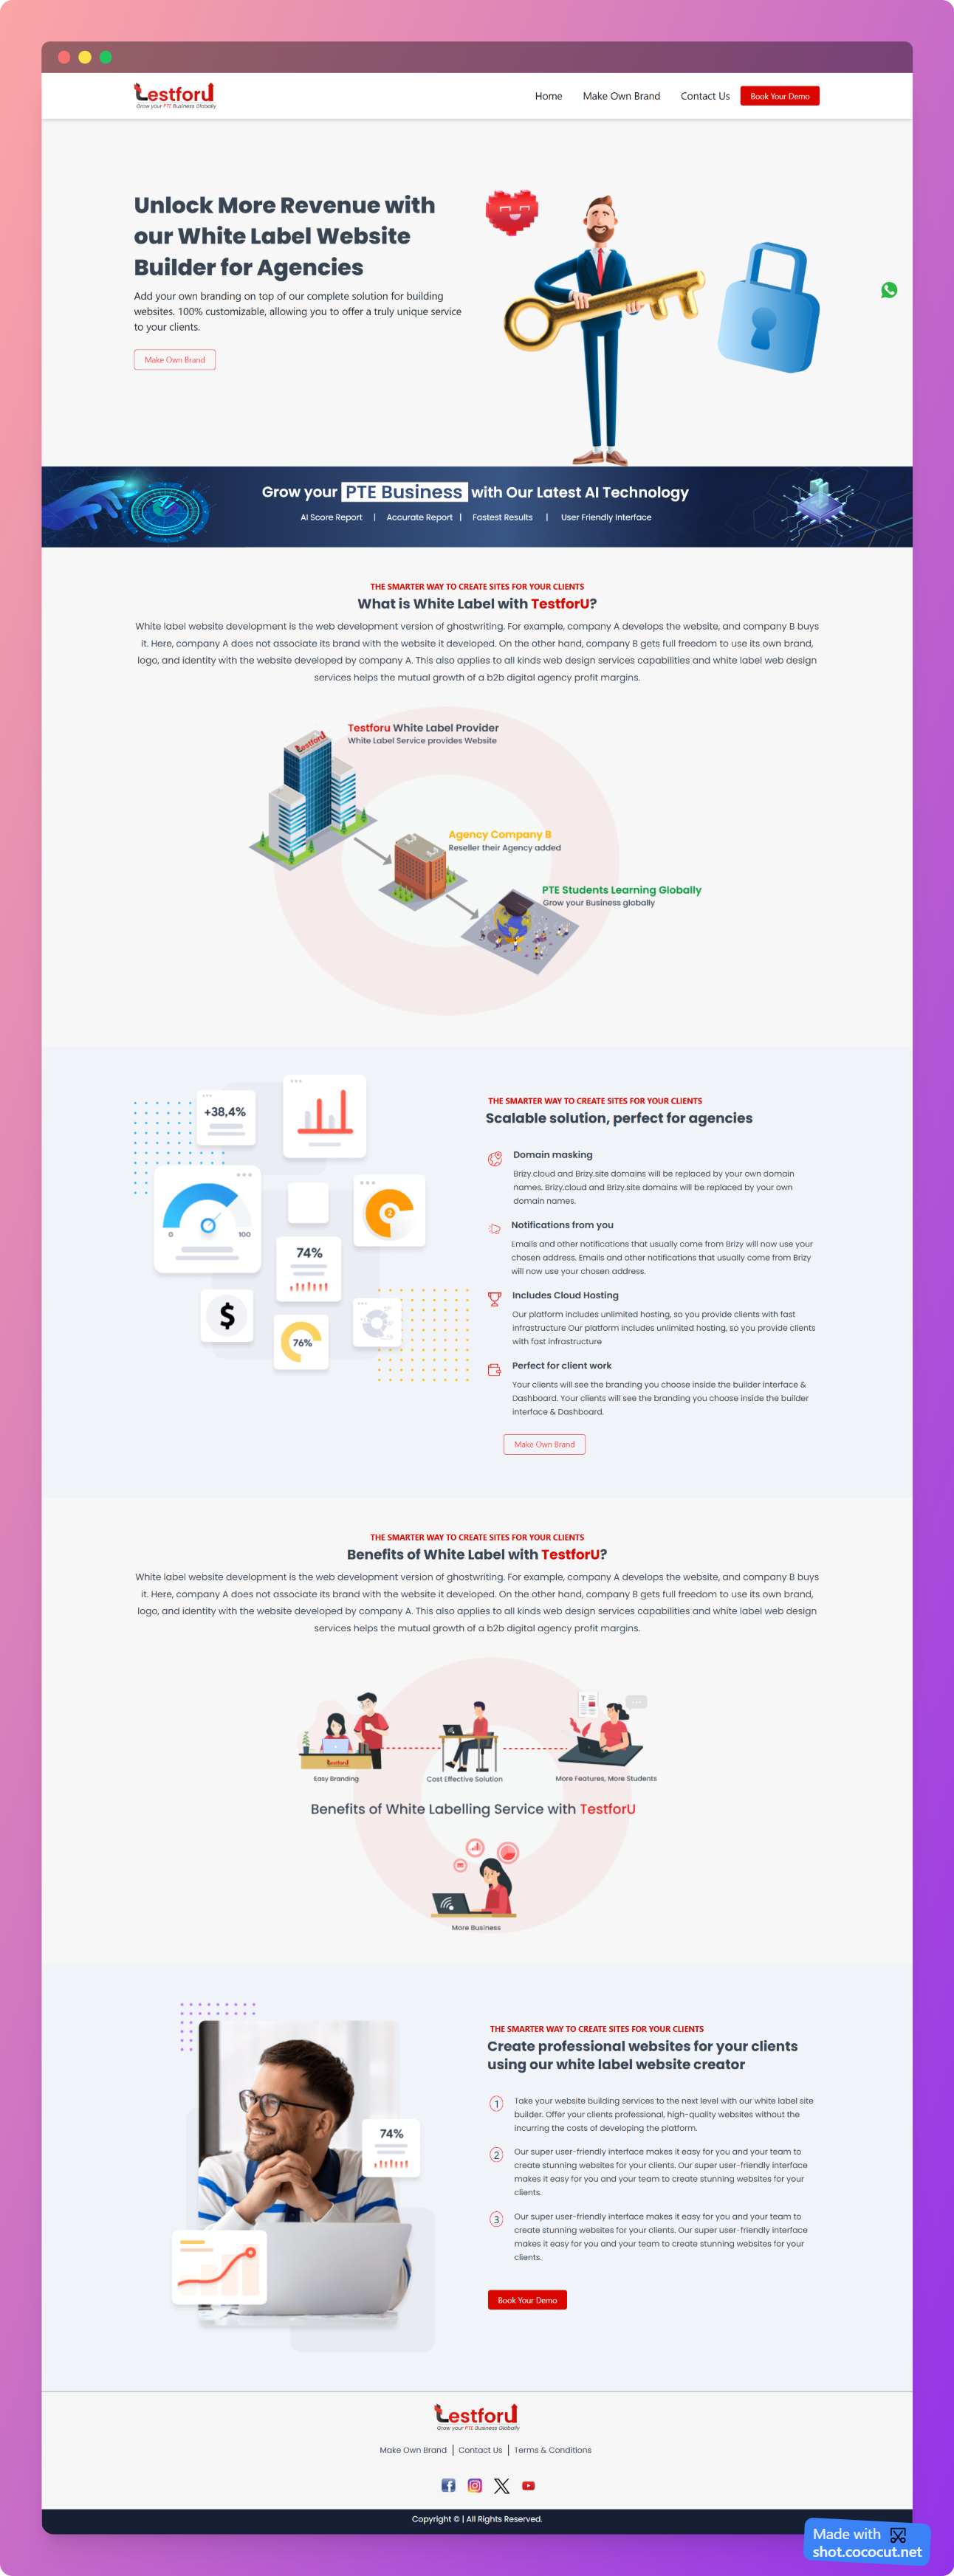 Lestforu
Grow your PTE Business Globally
Home
Make Own Brand
Contact Us
Book Your Demo
Unlock More Revenue with
our White Label Website
Builder for Agencies
Add your own branding on top of our complete solution for building
websites. 100% customizable, allowing you to offer a truly unique service
to your clients.
Make Own Brand
Grow your PTE Business with Our Latest AI Technology
AI Score Report | Accurate Report | Fastest Results | User Friendly Interface
THE SMARTER WAY TO CREATE SITES FOR YOUR CLIENTS
What is White Label with TestforU?
White label website development is the web development version of ghostwriting. For example, company A develops the website, and company B buys
it. Here, company A does not associate its brand with the website it developed. On the other hand, company B gets full freedom to use its own brand,
logo, and identity with the website developed by company A. This also applies to all kinds web design services capabilities and white label web design
services helps the mutual growth of a b2b digital agency profit margins.
Testforu White Label Provider
White Label Service provides Website
Lestforu
Agency Company B
Reseller their Agency added
PTE Students Learning Globally
Grow your Business globally
+38,4%
0
100
2
74%
$
76%
THE SMARTER WAY TO CREATE SITES FOR YOUR CLIENTS
Scalable solution, perfect for agencies
Domain masking
Brizy.cloud and Brizy.site domains will be replaced by your own domain
names. Brizy.cloud and Brizy.site domains will be replaced by your own
domain names.
Notifications from you
Emails and other notifications that usually come from Brizy will now use your
chosen address. Emails and other notifications that usually come from Brizy
will now use your chosen address.
Includes Cloud Hosting
Our platform includes unlimited hosting, so you provide clients with fast
infrastructure Our platform includes unlimited hosting, so you provide clients
with fast infrastructure
Perfect for client work
Your clients will see the branding you choose inside the builder interface &
Dashboard. Your clients will see the branding you choose inside the builder
interface & Dashboard.
Make Own Brand
THE SMARTER WAY TO CREATE SITES FOR YOUR CLIENTS
Benefits of White Label with TestforU?
White label website development is the web development version of ghostwriting. For example, company A develops the website, and company B buys
it. Here, company A does not associate its brand with the website it developed. On the other hand, company B gets full freedom to use its own brand,
logo, and identity with the website developed by company A. This also applies to all kinds web design services capabilities and white label web design
services helps the mutual growth of a b2b digital agency profit margins.
Lestforu
Easy Branding
Cost Effective Solution
More Features, More Students
Benefits of White Labelling Service with TestforU
More Business
74%
THE SMARTER WAY TO CREATE SITES FOR YOUR CLIENTS
Create professional websites for your clients
using our white label website creator
1
Take your website building services to the next level with our white label site
builder. Offer your clients professional, high-quality websites without the
incurring the costs of developing the platform.
2
Our super user-friendly interface makes it easy for you and your team to
create stunning websites for your clients. Our super user-friendly interface
makes it easy for you and your team to create stunning websites for your
clients.
3
Our super user-friendly interface makes it easy for you and your team to
create stunning websites for your clients. Our super user-friendly interface
makes it easy for you and your team to create stunning websites for your
clients.
Book Your Demo
Lestforu
Grow your PTE Business Globally
Make Own Brand | Contact Us | Terms & Conditions
Copyright © | All Rights Reserved.
Made with
shot.cococut.net